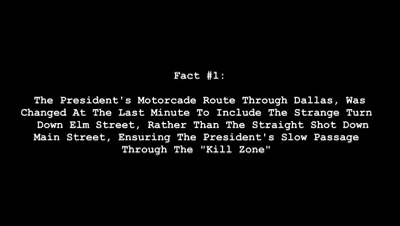 Fact #1:
The President's Motorcade Route Through Dallas, Was
Changed At The Last Minute To Include The Strange Turn
Down Elm Street, Rather Than The Straight Shot Down
Main Street, Ensuring The President's Slow Passage
Through The "Kill Zone"